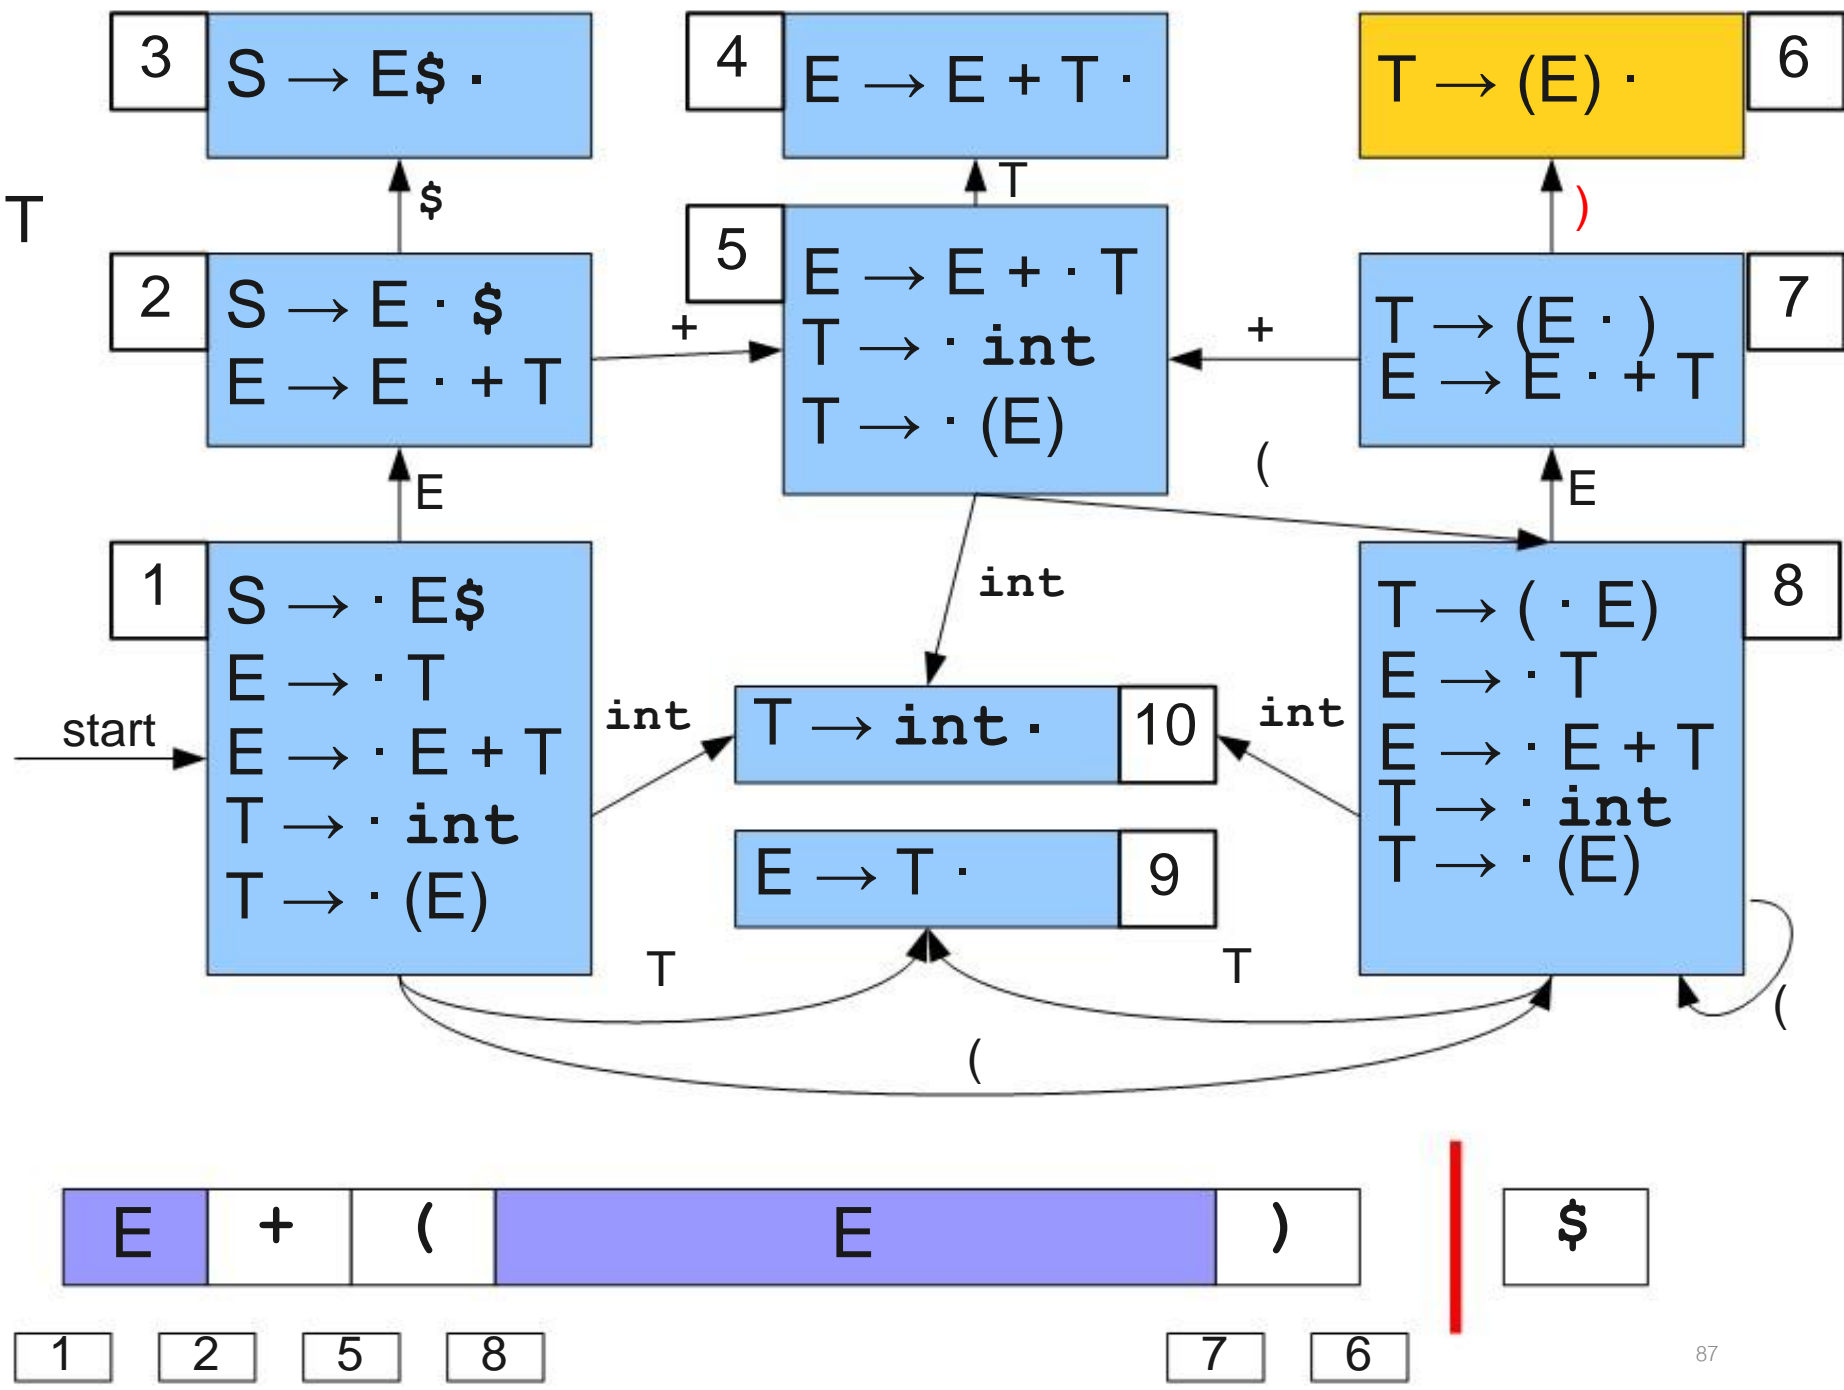 3
S → E$ ·
4
E → E + T ·
T → (E) ·
6
T
$
T
)
2
S → E · $
E → E · + T
+
5
E → E + · T
T → · int
T → · (E)
+
T → (E · )
E → E · + T
7
E
(
E
1
S → · E$
E → · T
E → · E + T
T → · int
T → · (E)
start
int
int
int
T → int ·
10
E → T ·
9
T → ( · E)
E → · T
E → · E + T
T → · int
T → · (E)
8
T
T
(
(
E + ( E ) $
1 2 5 8 7 6
87